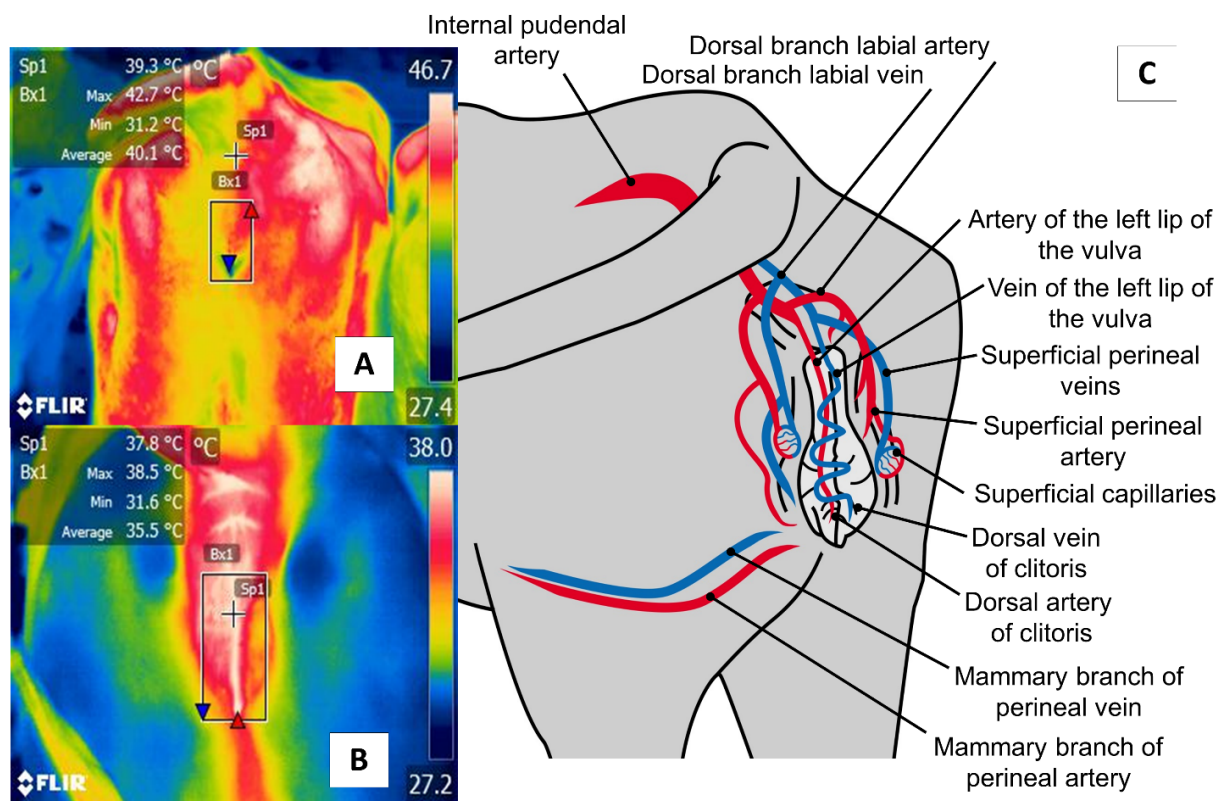 Sp1 39.3 °C
Bx1 Max 42.7 °C
Min 31.2 °C
Average 40.1 °C
°C
46.7
Sp1
Bx1
A
27.4
FLIR
Sp1 37.8 °C
Bx1 Max 38.5 °C
Min 31.6 °C
Average 35.5 °C
°C
38.0
Bx1
Sp1
B
27.2
FLIR
Internal pudendal
artery
Dorsal branch labial artery
Dorsal branch labial vein
C
Artery of the left lip of
the vulva
Vein of the left lip of
the vulva
Superficial perineal
veins
Superficial perineal
artery
Superficial capillaries
Dorsal vein
of clitoris
Dorsal artery
of clitoris
Mammary branch of
perineal vein
Mammary branch of
perineal artery